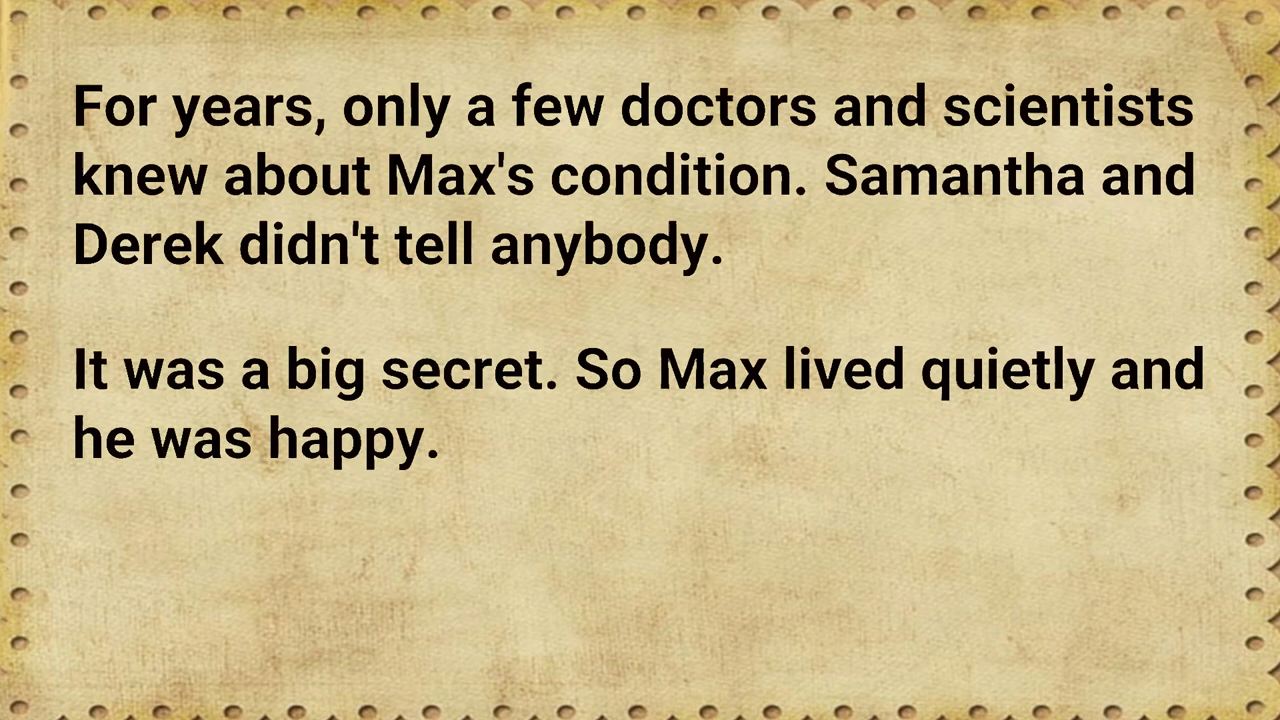 For years, only a few doctors and scientists
knew about Max's condition. Samantha and
Derek didn't tell anybody.
It was a big secret. So Max lived quietly and
he was happy.